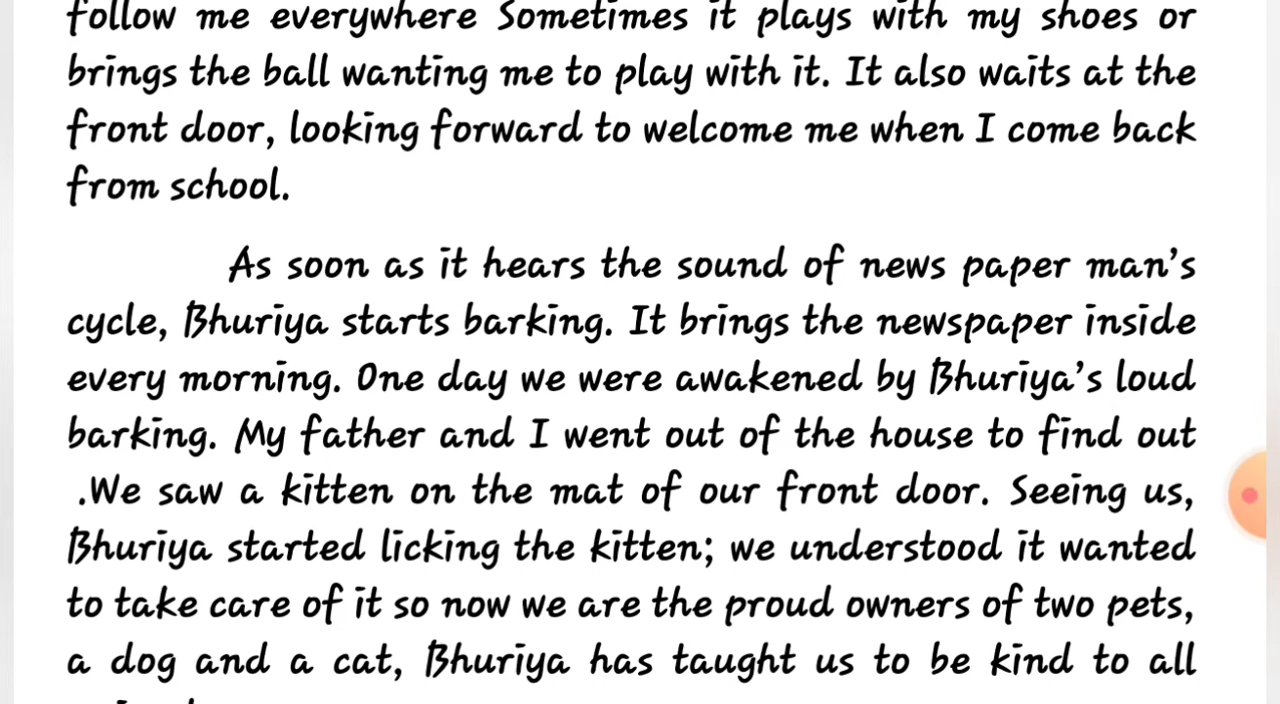 follow me everywhere Sometimes it plays with my shoes or
brings the ball wanting me to play with it. It also waits at the
front door, looking forward to welcome me when I come back
from school.
As soon as it hears the sound of news paper man's
cycle, Bhuriya starts barking. It brings the newspaper inside
every morning. One day we were awakened by Bhuriya's loud
barking. My father and I went out of the house to find out
.We saw a kitten on the mat of our front door. Seeing us,
Bhuriya started licking the kitten; we understood it wanted
to take care of it so now we are the proud owners of two pets,
a dog and a cat, Bhuriya has taught us to be kind to all